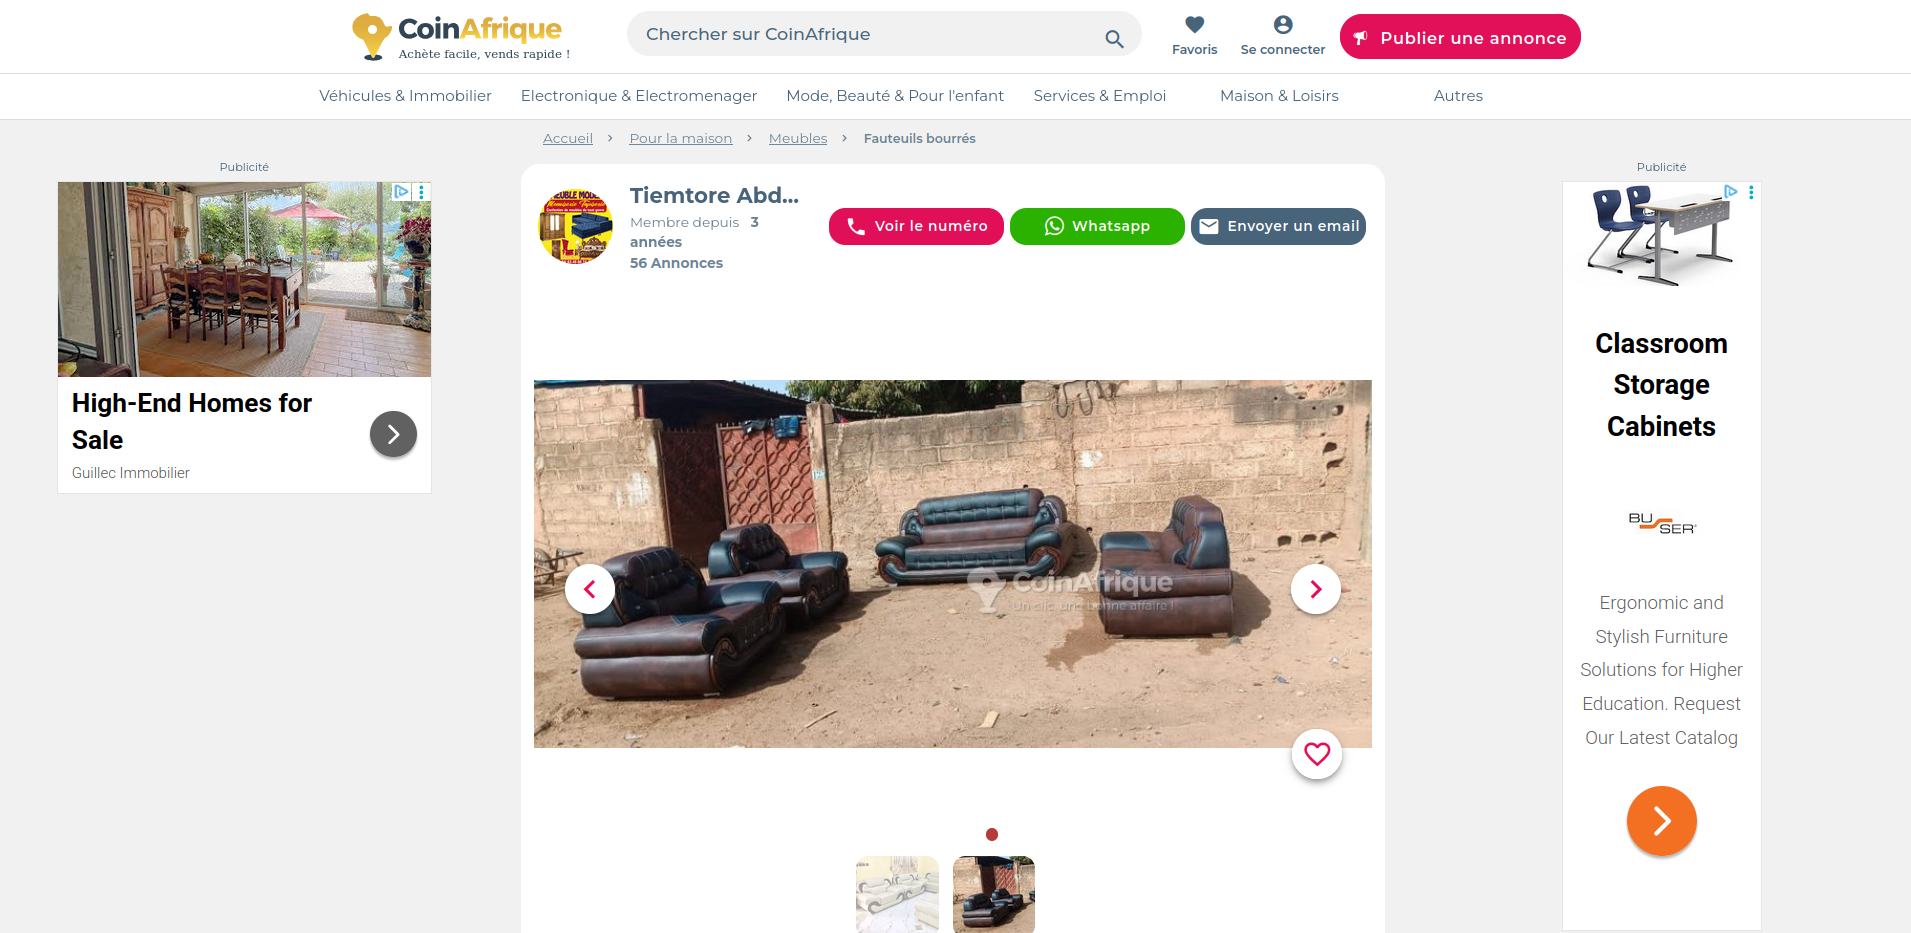 CoinAfrique
Achète facile, vends rapide !
Chercher sur CoinAfrique
Favoris
Se connecter
Publier une annonce
Véhicules & Immobilier
Electronique & Electromenager
Mode, Beauté & Pour l'enfant
Services & Emploi
Maison & Loisirs
Autres
Accueil > Pour la maison > Meubles > Fauteuils bourrés
Publicité
High-End Homes for
Sale
Guillec Immobilier
Tiemtore Abd...
Membre depuis 3
années
56 Annonces
Voir le numéro
Whatsapp
Envoyer un email
CoinAfrique
Un clic, une bonne affaire !
Publicité
Classroom
Storage
Cabinets
BUSER
Ergonomic and
Stylish Furniture
Solutions for Higher
Education. Request
Our Latest Catalog